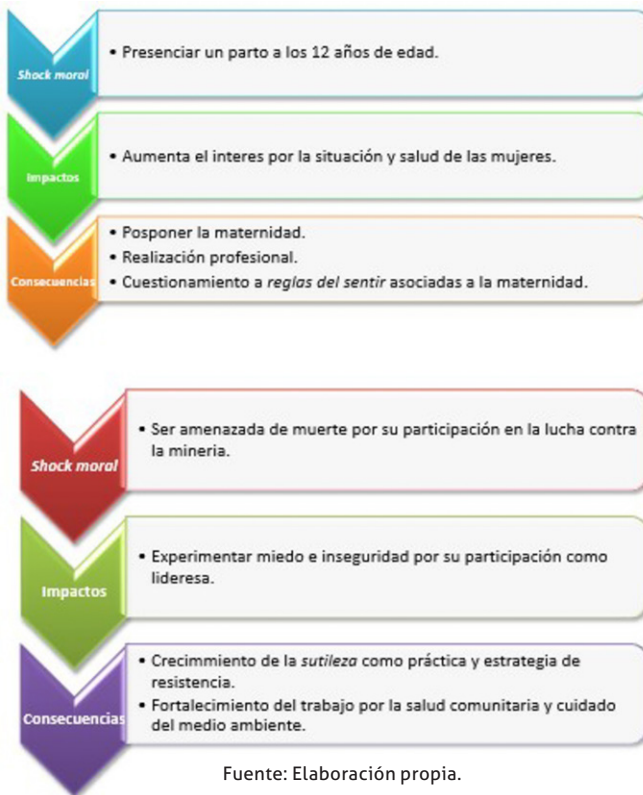 Shock moral
• Presenciar un parto a los 12 años de edad.
Impactos
• Aumenta el interes por la situación y salud de las mujeres.
Consecuencias
• Posponer la maternidad.
• Realización profesional.
• Cuestionamiento a reglas del sentir asociadas a la maternidad.
Shock moral
• Ser amenazada de muerte por su participación en la lucha contra
la mineria.
Impactos
• Experimentar miedo e inseguridad por su participación como
lideresa.
Consecuencias
• Crecimmiento de la sutileza como práctica y estrategia de
resistencia.
• Fortalecimiento del trabajo por la salud comunitaria y cuidado
del medio ambiente.
Fuente: Elaboración propia.